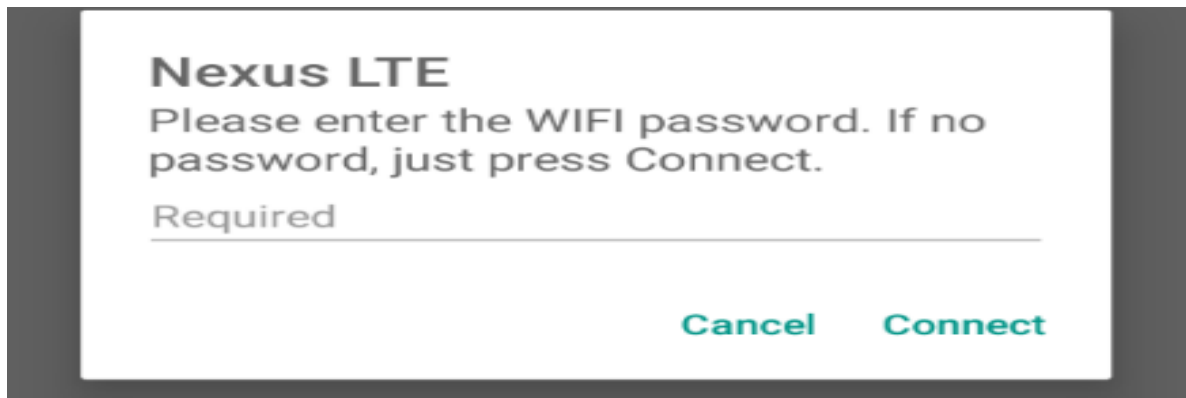 Nexus LTE
Please enter the WIFI password. If no
password, just press Connect.
Required
Cancel Connect